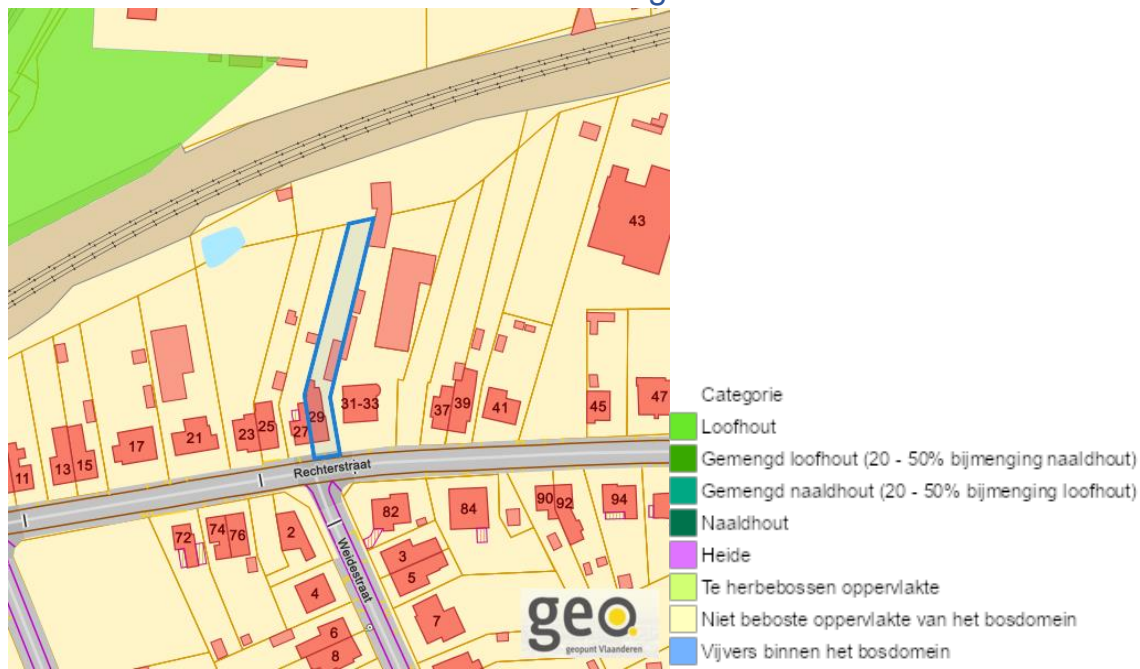 43
29
31-33
37
39
41
45
47
27
25
23
21
17
15
13
11
Rechterstraat
82
84
90
92
94
72
74
76
2
Weidestraat
3
5
4
7
6
8
geo.
geopunt Vlaanderen
Categorie
Loofhout
Gemengd loofhout (20 - 50% bijmenging naaldhout)
Gemengd naaldhout (20 - 50% bijmenging loofhout)
Naaldhout
Heide
Te herbebossen oppervlakte
Niet beboste oppervlakte van het bosdomein
Vijvers binnen het bosdomein